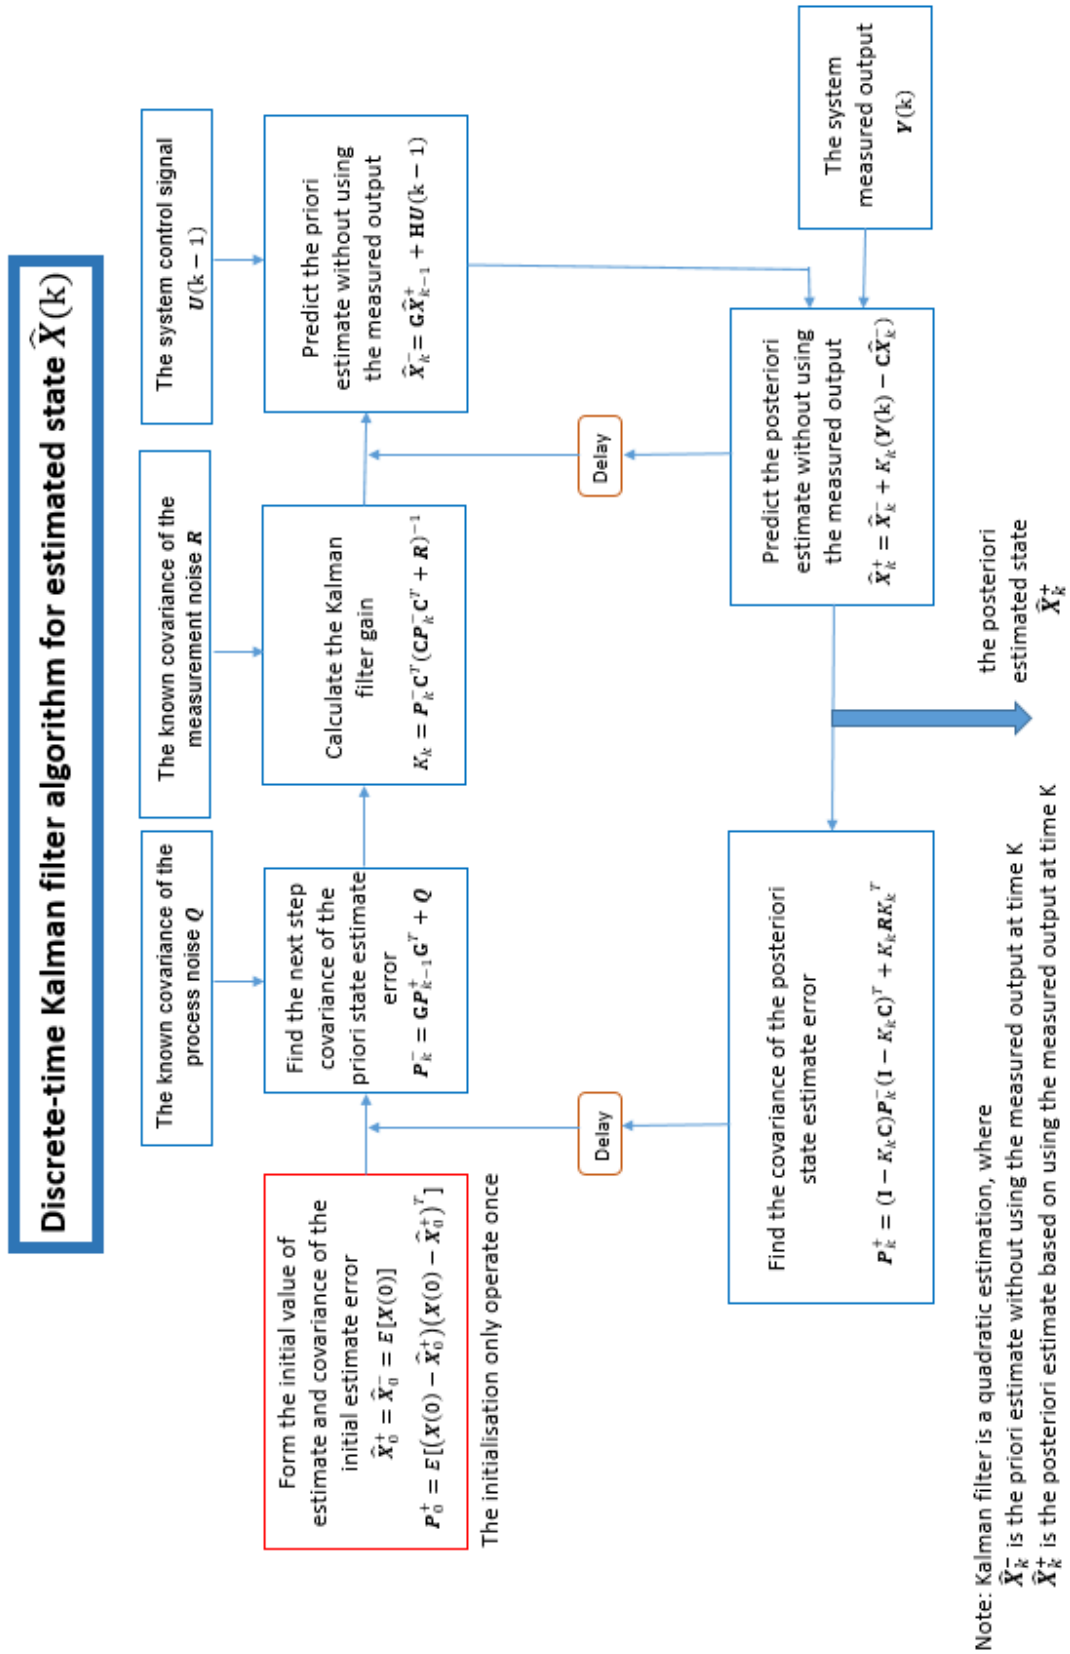 Discrete-time Kalman filter algorithm for estimated state X̂(k)
The known covariance of the
process noise Q
The known covariance of the
measurement noise R
The system control signal
U(k − 1)
Form the initial value of
estimate and covariance of the
initial estimate error
X̂₀⁺ = X̂₀⁻ = E[X(0)]
P₀⁺ = E[(X(0) − X̂₀⁺)(X(0) − X̂₀⁺)ᵀ]
The initialisation only operate once
Find the next step
covariance of the
priori state estimate
error
Pₖ⁻ = GPₖ₋₁⁺Gᵀ + Q
Calculate the Kalman
filter gain
Kₖ = Pₖ⁻Cᵀ(CPₖ⁻Cᵀ + R)⁻¹
Predict the priori
estimate without using
the measured output
X̂ₖ⁻ = GX̂ₖ₋₁⁺ + HU(k − 1)
Delay
Delay
Find the covariance of the posteriori
state estimate error
Pₖ⁺ = (I − KₖC)Pₖ⁻(I − KₖC)ᵀ + KₖRKₖᵀ
Predict the posteriori
estimate without using
the measured output
X̂ₖ⁺ = X̂ₖ⁻ + Kₖ(Y(k) − CX̂ₖ⁻)
The system
measured output
Y(k)
the posteriori
estimated state
X̂ₖ⁺
Note: Kalman filter is a quadratic estimation, where
X̂ₖ⁻ is the priori estimate without using the measured output at time K
X̂ₖ⁺ is the posteriori estimate based on using the measured output at time K